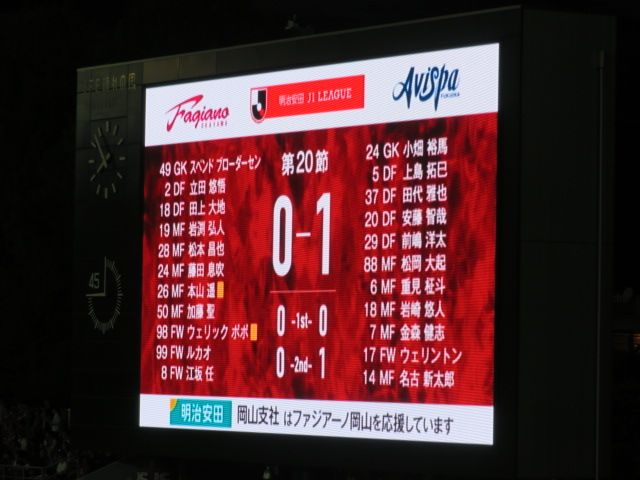 Fagiano
OKAYAMA
明治安田 J1 LEAGUE
Avispa
FUKUOKA
第20節
0-1
0 -1st- 0
0 -2nd- 1
49 GK スベンド ブローダーセン
2 DF 立田 悠悟
18 DF 田上 大地
19 MF 岩渕 弘人
28 MF 松本 昌也
24 MF 藤田 息吹
26 MF 本山 遥
50 MF 加藤 聖
98 FW ウェリック ポポ
99 FW ルカオ
8 FW 江坂 任
24 GK 小畑 裕馬
5 DF 上島 拓巳
37 DF 田代 雅也
20 DF 安藤 智哉
29 DF 前嶋 洋太
88 MF 松岡 大起
6 MF 重見 柾斗
18 MF 岩崎 悠人
7 MF 金森 健志
17 FW ウェリントン
14 MF 名古 新太郎
明治安田 岡山支社 はファジアーノ岡山を応援しています
45